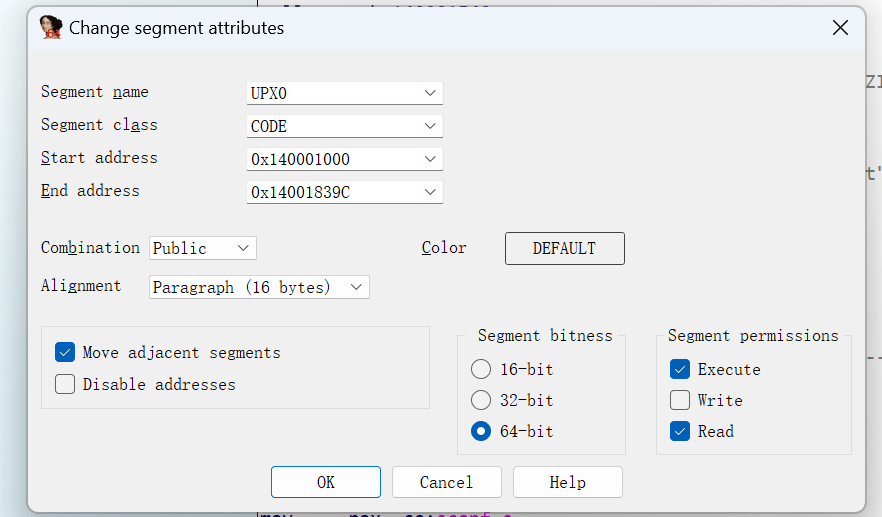 Change segment attributes
Segment name UPX0
Segment class CODE
Start address 0x140001000
End address 0x14001839C
Combination Public Color DEFAULT
Alignment Paragraph (16 bytes)
Segment bitness Segment permissions
Move adjacent segments 16-bit Execute
Disable addresses 32-bit Write
64-bit Read
OK Cancel Help